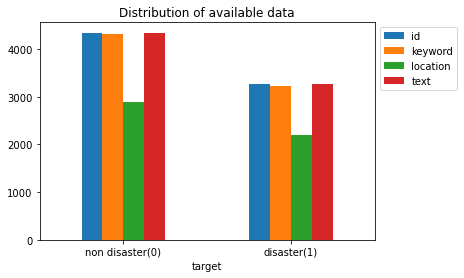 Distribution of available data
4000
3000
2000
1000
0
non disaster(0)
disaster(1)
target
id
keyword
location
text